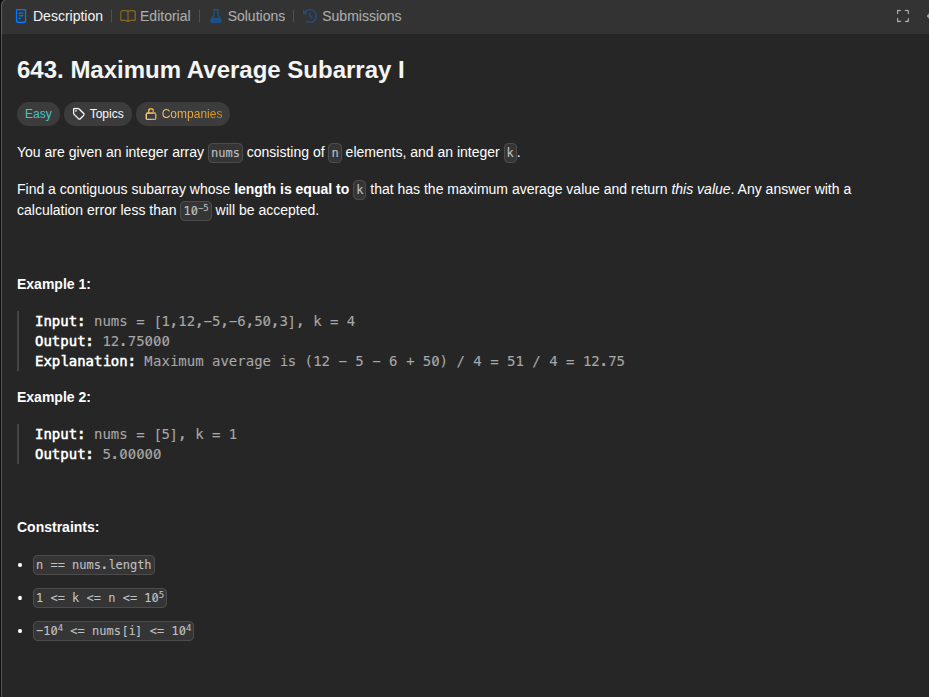 Description Editorial Solutions Submissions
643. Maximum Average Subarray I
Easy Topics Companies
You are given an integer array nums consisting of n elements, and an integer k.
Find a contiguous subarray whose length is equal to k that has the maximum average value and return this value. Any answer with a
calculation error less than 10⁻⁵ will be accepted.
Example 1:
Input: nums = [1,12,−5,−6,50,3], k = 4
Output: 12.75000
Explanation: Maximum average is (12 − 5 − 6 + 50) / 4 = 51 / 4 = 12.75
Example 2:
Input: nums = [5], k = 1
Output: 5.00000
Constraints:
• n == nums.length
• 1 <= k <= n <= 10⁵
• −10⁴ <= nums[i] <= 10⁴